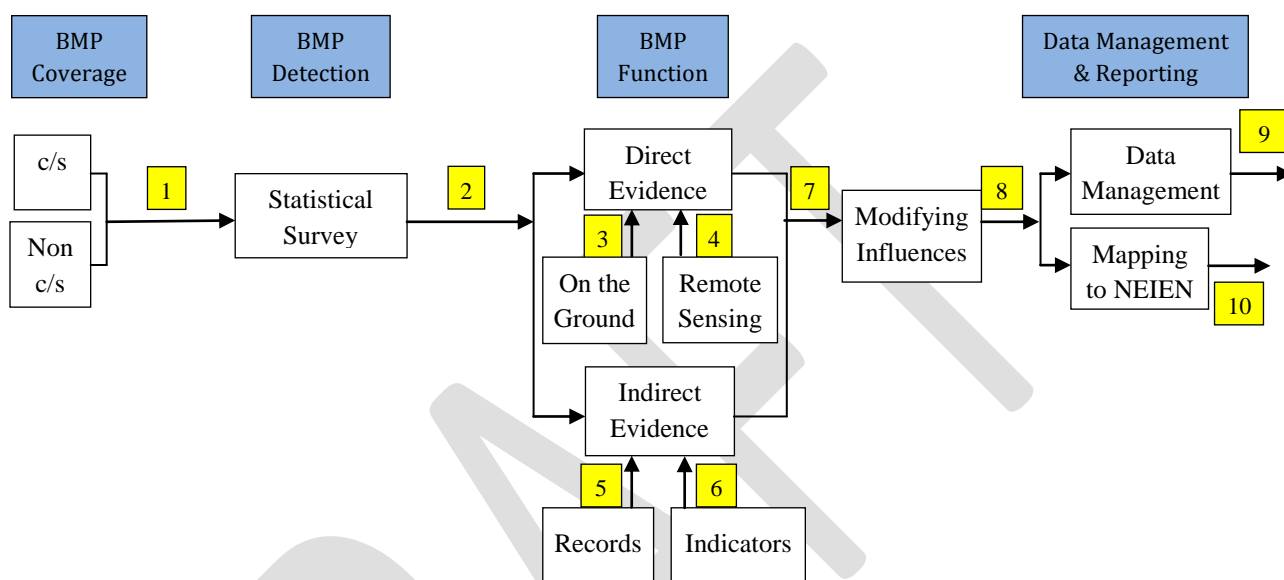 BMP
Coverage
BMP
Detection
BMP
Function
Data Management
& Reporting
c/s
Non
c/s
1
Statistical
Survey
2
Direct
Evidence
3
4
On the
Ground
Remote
Sensing
Indirect
Evidence
5
6
Records
Indicators
7
Modifying
Influences
8
Data
Management
9
Mapping
to NEIEN
10
DRAFT